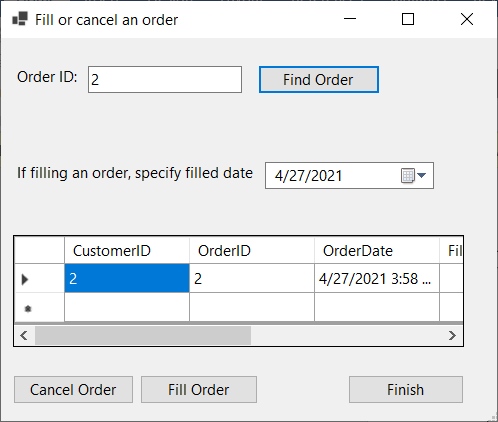 Fill or cancel an order
Order ID: 2 Find Order
If filling an order, specify filled date 4/27/2021
CustomerID OrderID OrderDate Fil
2 2 4/27/2021 3:58 ...
Cancel Order Fill Order Finish